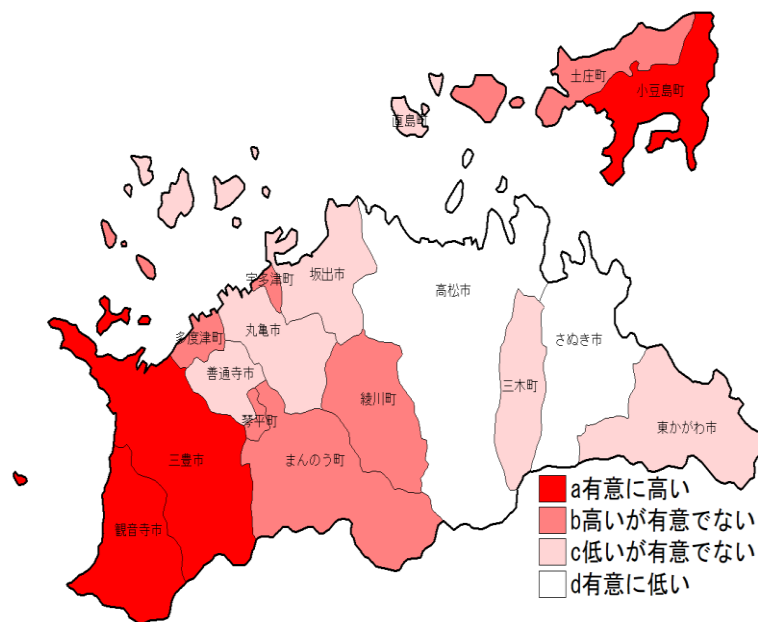 土庄町
小豆島町
直島町
宇多津町
坂出市
高松市
多度津町
丸亀市
さぬき市
善通寺市
三木町
綾川町
琴平町
東かがわ市
三豊市
まんのう町
観音寺市
a有意に高い
b高いが有意でない
c低いが有意でない
d有意に低い